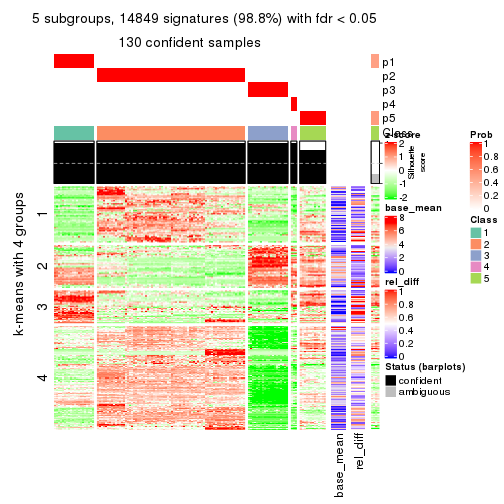 5 subgroups, 14849 signatures (98.8%) with fdr < 0.05
130 confident samples
p1
p2
p3
p4
p5
Class
k-means with 4 groups
1
2
3
4
base_mean
rel_diff
z-score
2
1
0
-1
-2
Silhouette
score
base_mean
8
6
4
2
0
rel_diff
1
0.8
0.6
0.4
0.2
0
Status (barplots)
confident
ambiguous
Prob
1
0.8
0.6
0.4
0.2
0
Class
1
2
3
4
5